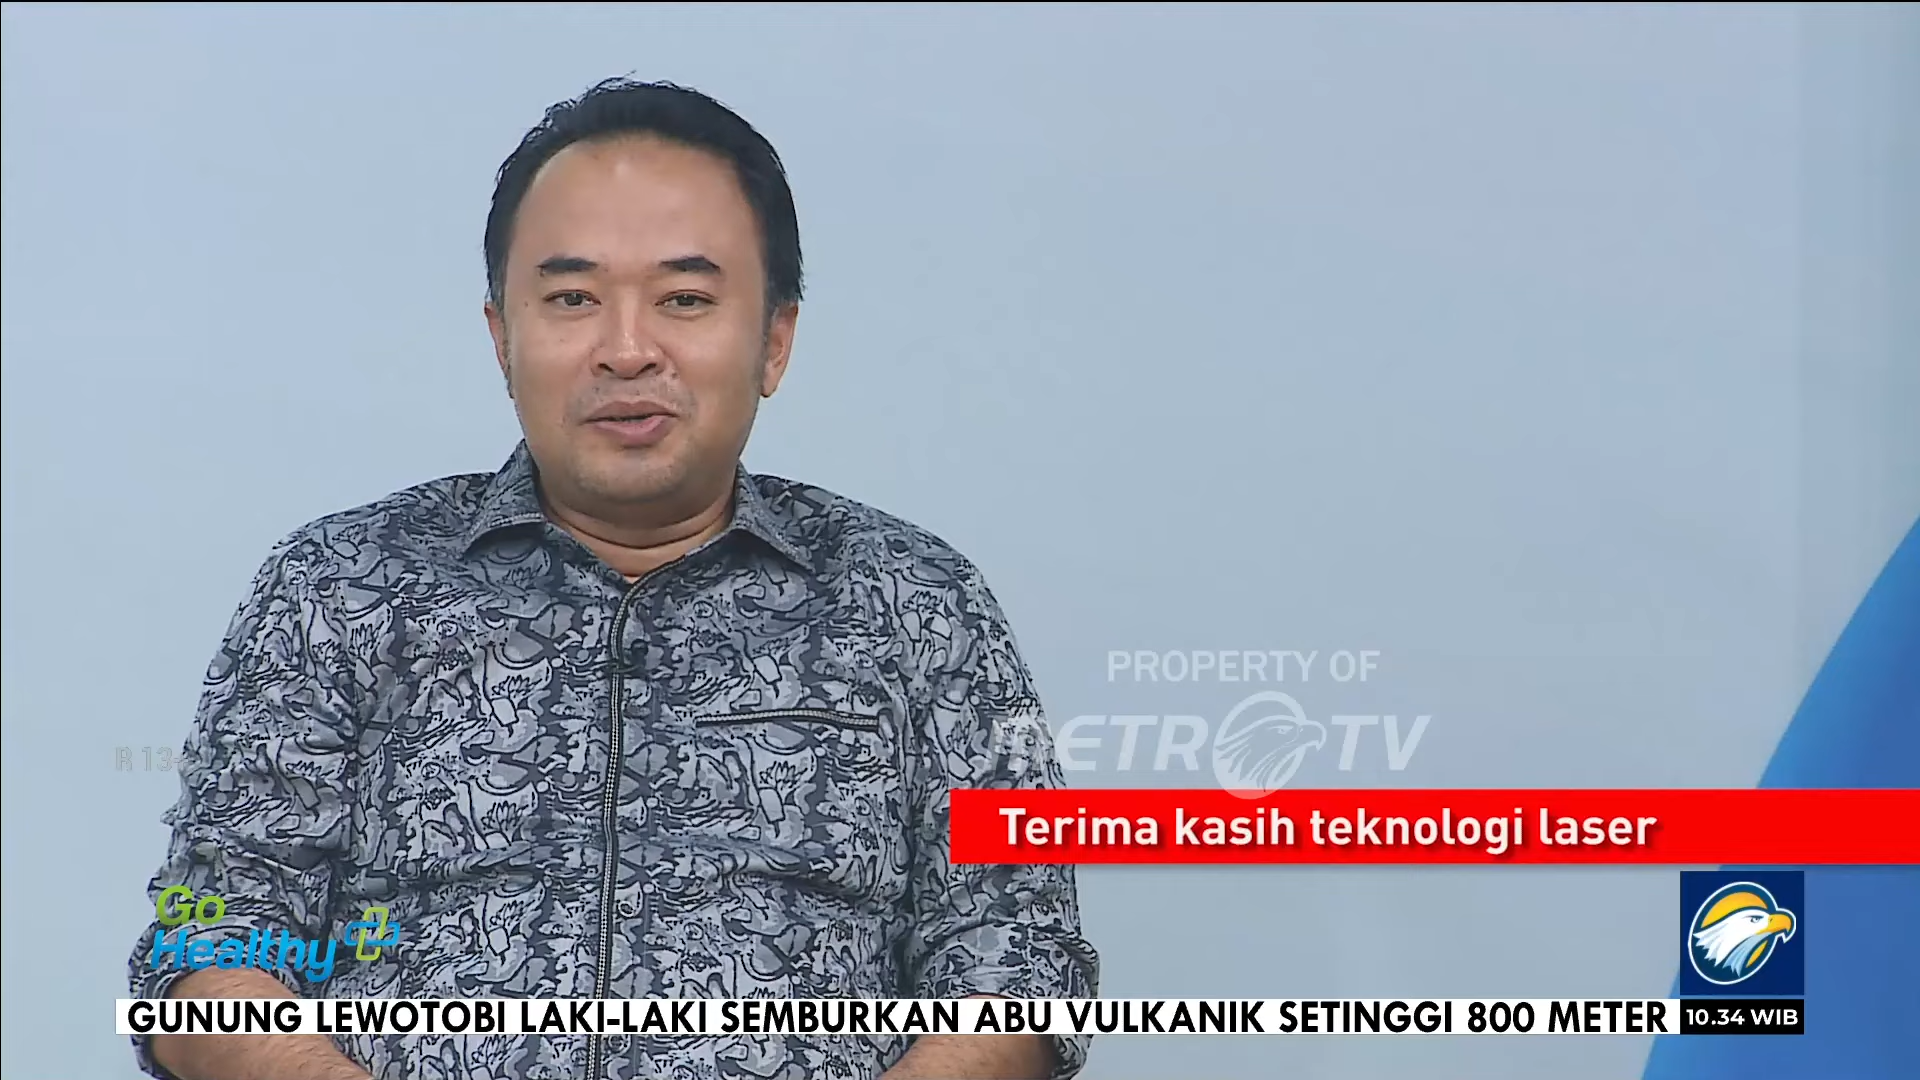 PROPERTY OF
METRO TV
R 13+
Terima kasih teknologi laser
Go
Healthy
GUNUNG LEWOTOBI LAKI-LAKI SEMBURKAN ABU VULKANIK SETINGGI 800 METER
10.34 WIB